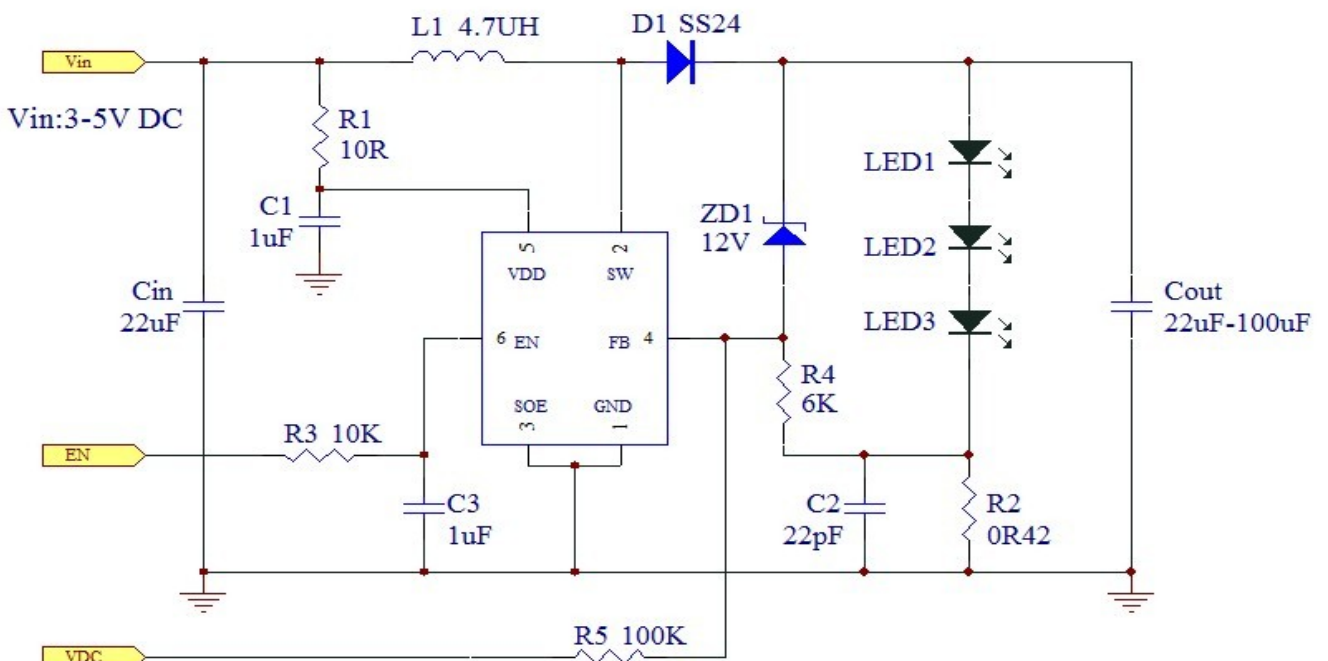 L1 4.7UH
D1 SS24
Vin
Vin:3-5V DC
R1
10R
LED1
C1
1uF
ZD1
12V
5
2
VDD
SW
LED2
Cin
22uF
Cout
22uF-100uF
LED3
6 EN
FB 4
R4
6K
SOE
GND
3
1
EN
R3 10K
C3
1uF
C2
22pF
R2
0R42
R5 100K
VDC